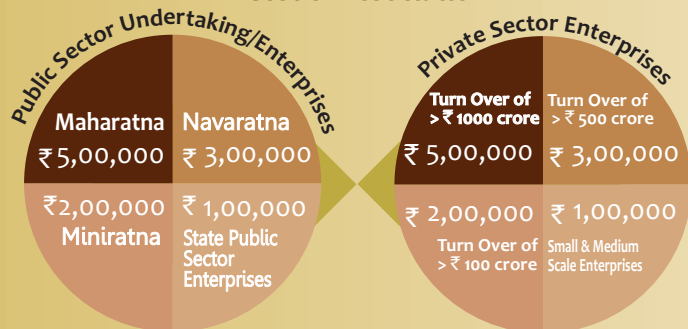 Public Sector Undertaking/Enterprises
Maharatna
₹ 5,00,000
Navaratna
₹ 3,00,000
₹2,00,000
Miniratna
₹ 1,00,000
State Public
Sector
Enterprises
Private Sector Enterprises
Turn Over of
> ₹ 1000 crore
₹ 5,00,000
Turn Over of
> ₹ 500 crore
₹ 3,00,000
₹ 2,00,000
Turn Over of
> ₹ 100 crore
₹ 1,00,000
Small & Medium
Scale Enterprises